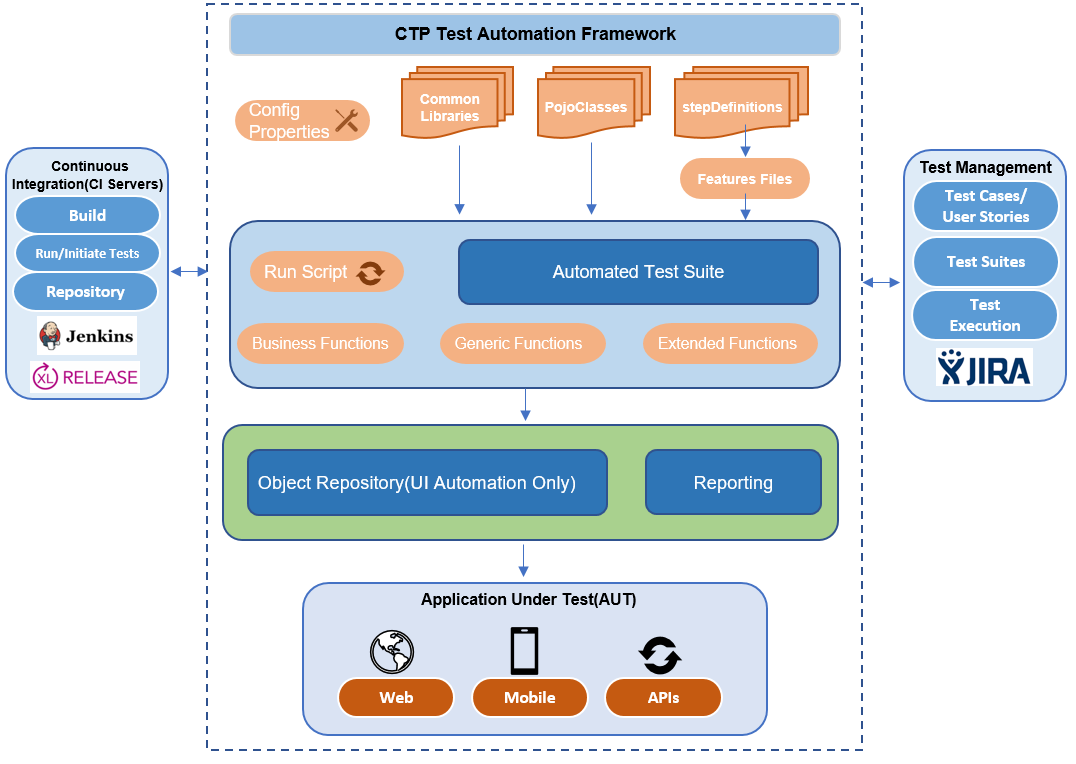 CTP Test Automation Framework
Config
Properties
Common
Libraries
PojoClasses
stepDefinitions
Features Files
Continuous
Integration(CI Servers)
Build
Run/Initiate Tests
Repository
Jenkins
XL RELEASE
Run Script
Automated Test Suite
Business Functions
Generic Functions
Extended Functions
Test Management
Test Cases/
User Stories
Test Suites
Test
Execution
JIRA
Object Repository(UI Automation Only)
Reporting
Application Under Test(AUT)
Web
Mobile
APIs